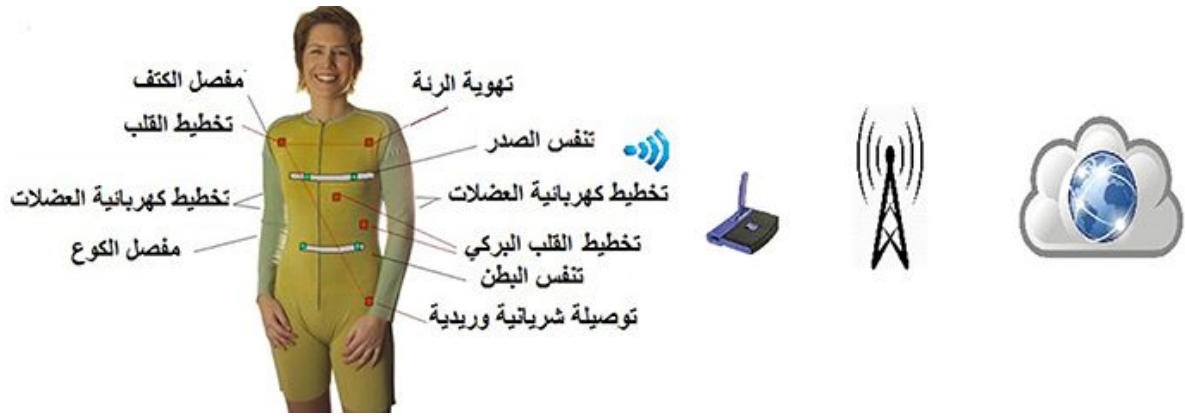 مفصل الكتف
تهوية الرئة
تخطيط القلب
تنفس الصدر
تخطيط كهربائية العضلات
تخطيط كهربائية العضلات
مفصل الكوع
تخطيط القلب البركي
تنفس البطن
توصيلة شريانية وريدية